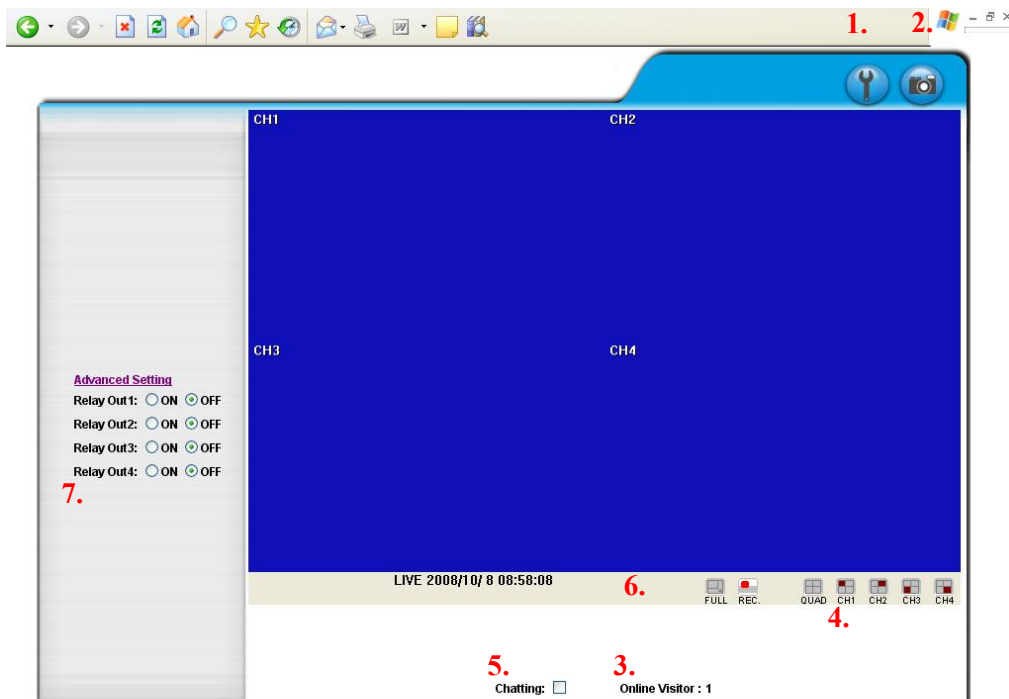 1. 2.
W
CH1 CH2
CH3 CH4
Advanced Setting
Relay Out1: ON OFF
Relay Out2: ON OFF
Relay Out3: ON OFF
Relay Out4: ON OFF
7.
LIVE 2008/10/ 8 08:58:08
6.
FULL REC. QUAD CH1 CH2 CH3 CH4
4.
5. 3.
Chatting: Online Visitor : 1